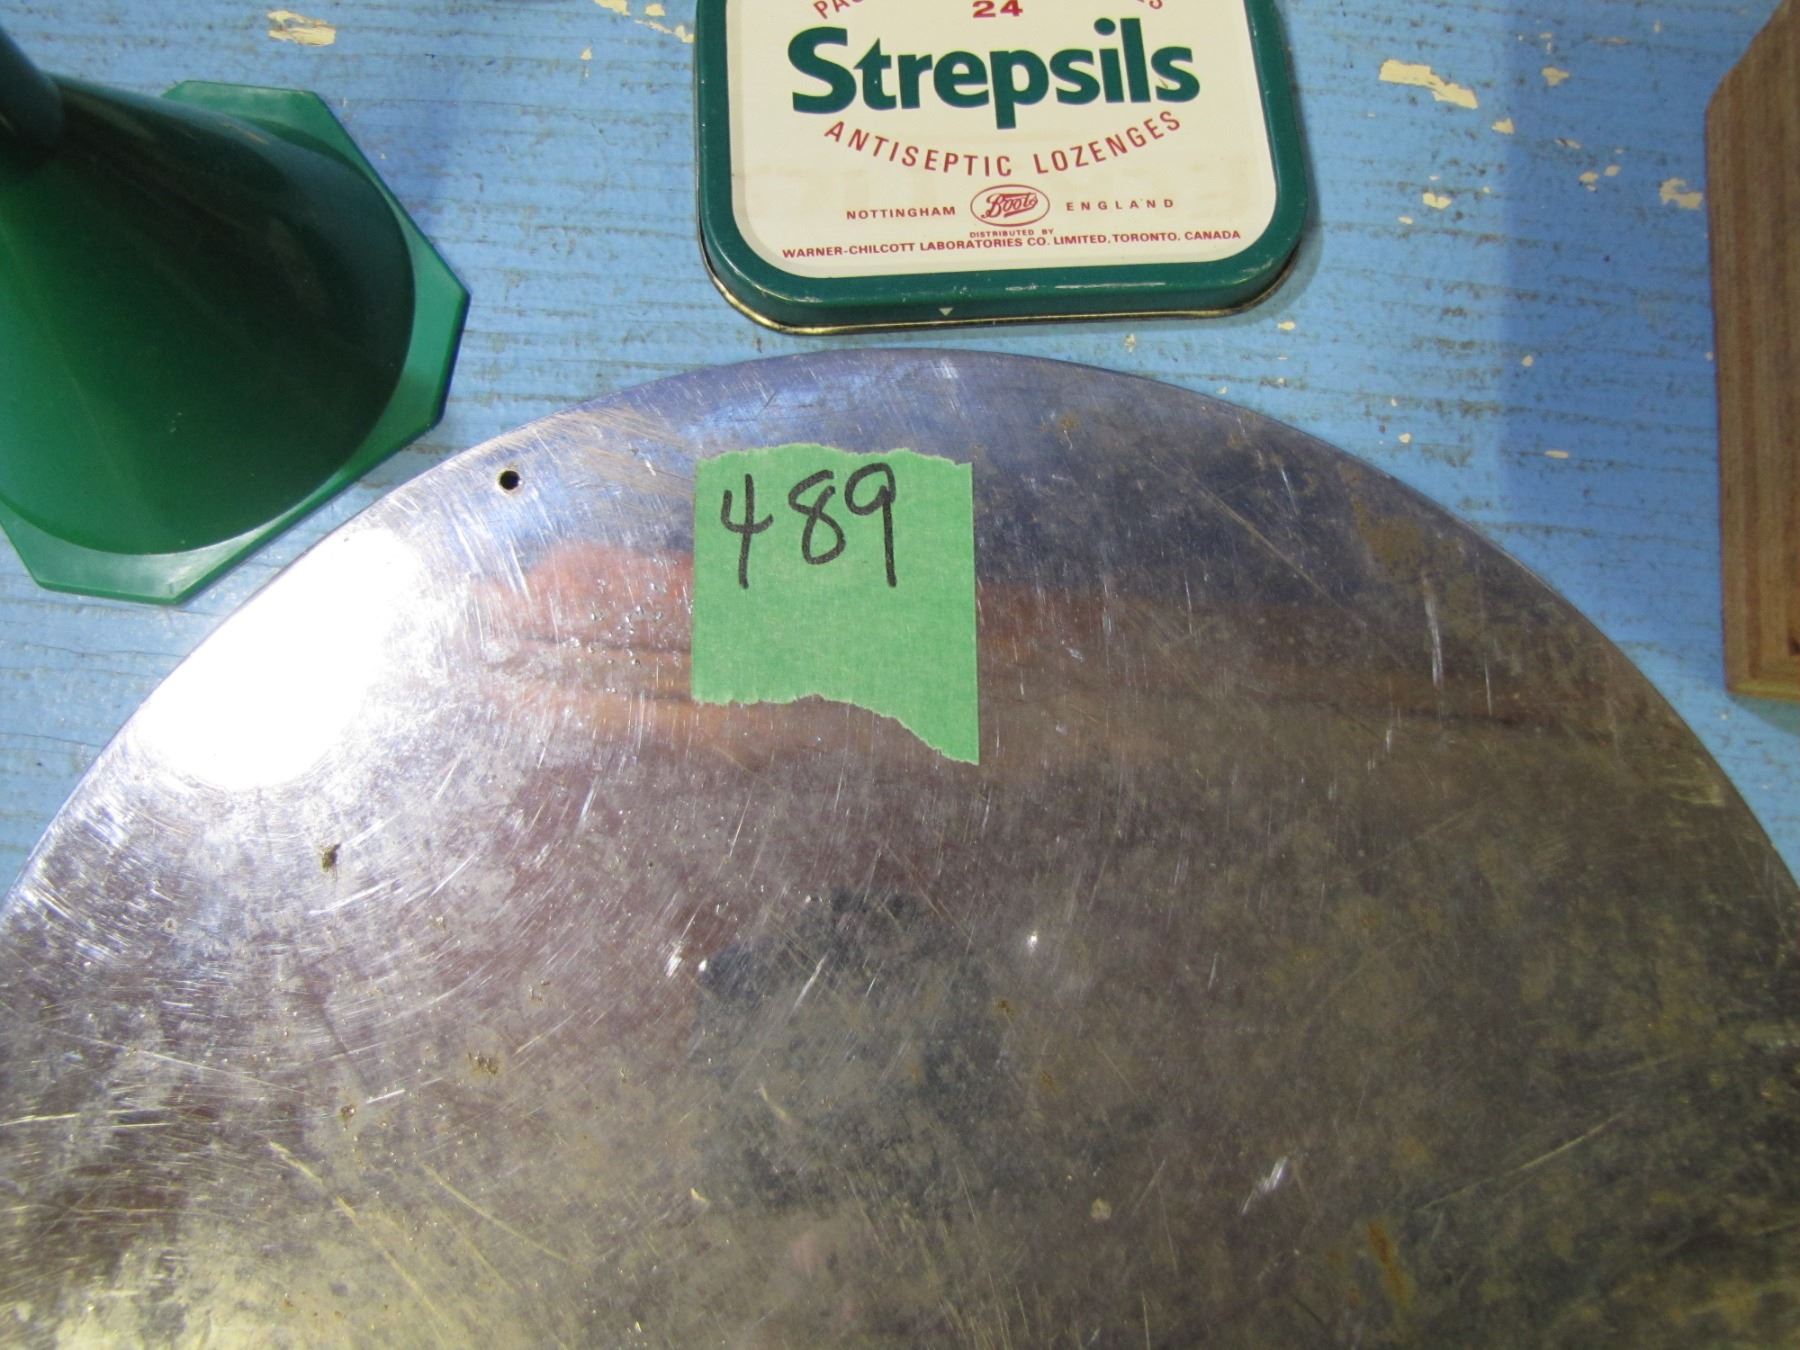 24
Strepsils
ANTISEPTIC LOZENGES
NOTTINGHAM Boots ENGLAND
DISTRIBUTED BY
WARNER-CHILCOTT LABORATORIES CO. LIMITED, TORONTO, CANADA
489